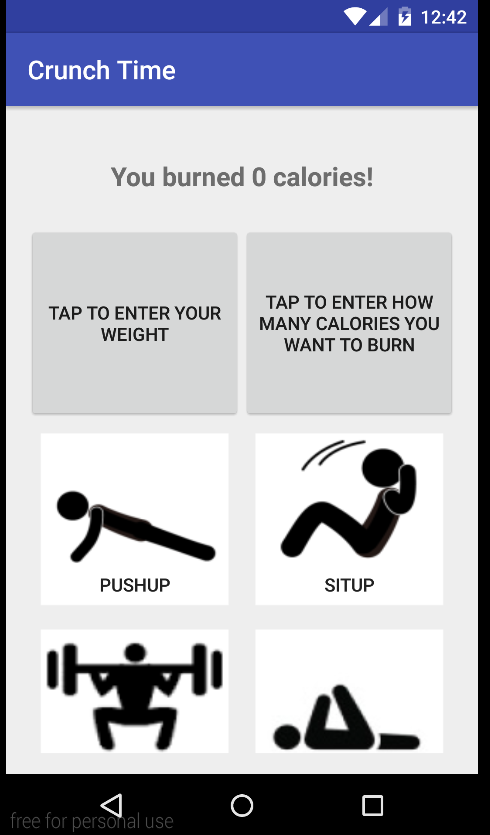 12:42
Crunch Time
You burned 0 calories!
TAP TO ENTER YOUR
WEIGHT
TAP TO ENTER HOW
MANY CALORIES YOU
WANT TO BURN
PUSHUP
SITUP
free for personal use